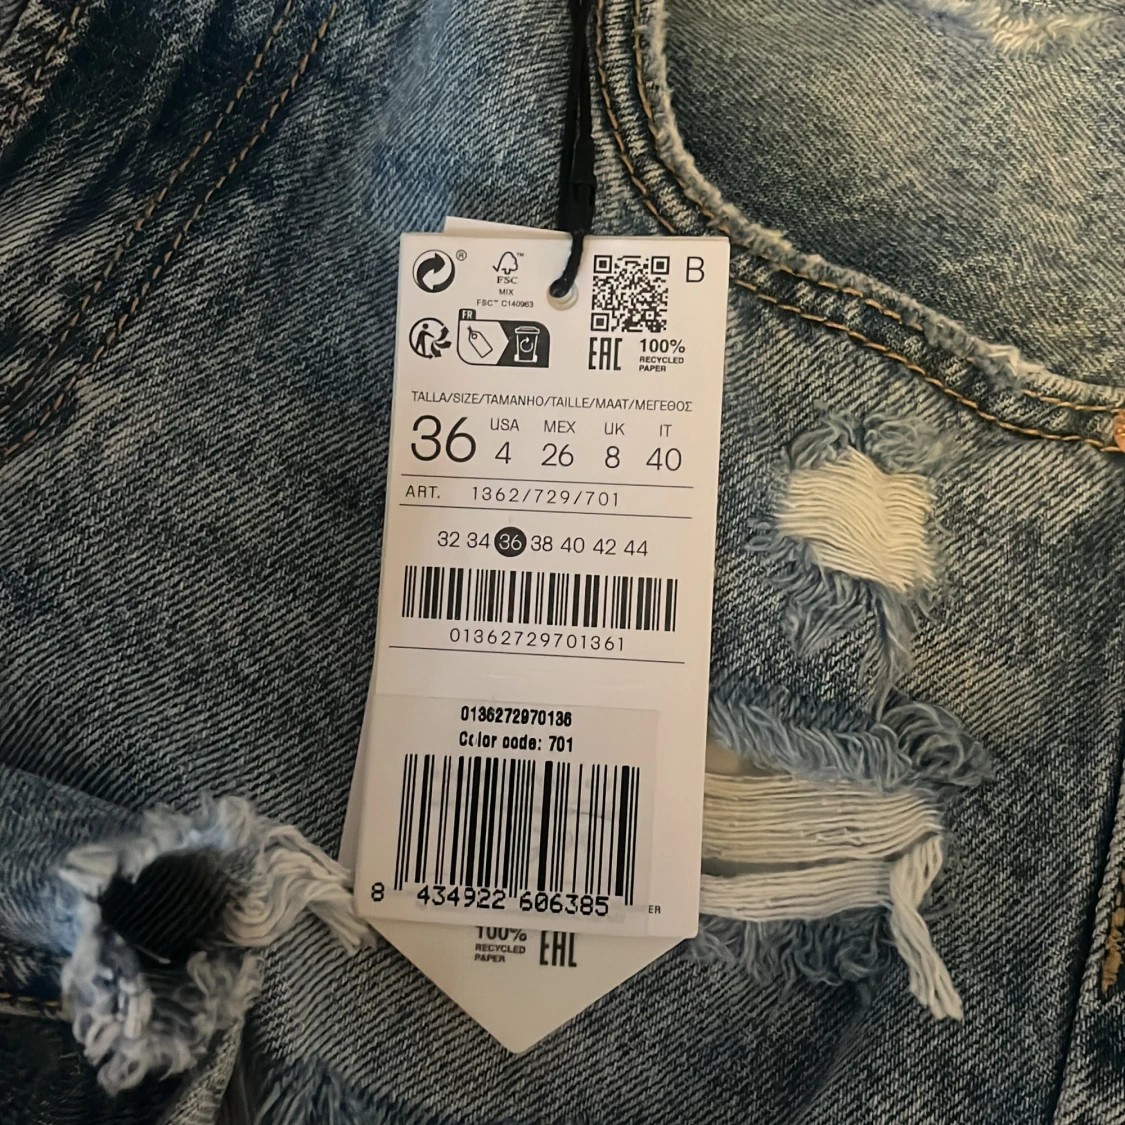 ®
B
FSC™
MIX
FSC™ C140963
FR
EAC
100%
RECYCLED
PAPER
TALLA/SIZE/TAMANHO/TAILLE/MAAT/ΜΕΓΕΘΟΣ
36
USA MEX UK IT
4 26 8 40
ART. 1362/729/701
32 34 36 38 40 42 44
01362729701361
0136272970136
Color code: 701
8 434922 606385
ER
100%
RECYCLED
PAPER
EAC